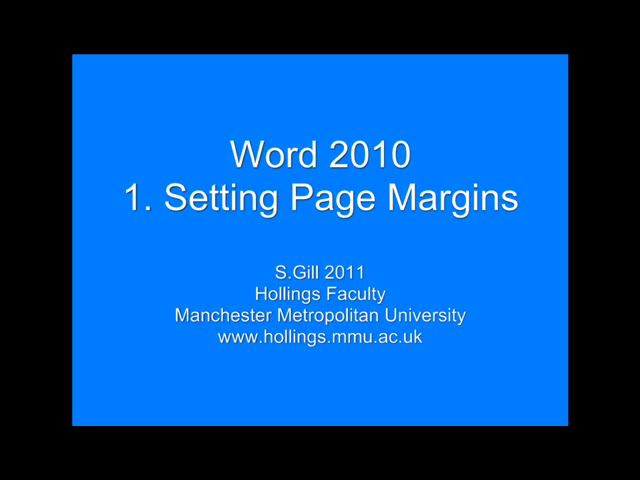 Word 2010
1. Setting Page Margins
S.Gill 2011
Hollings Faculty
Manchester Metropolitan University
www.hollings.mmu.ac.uk